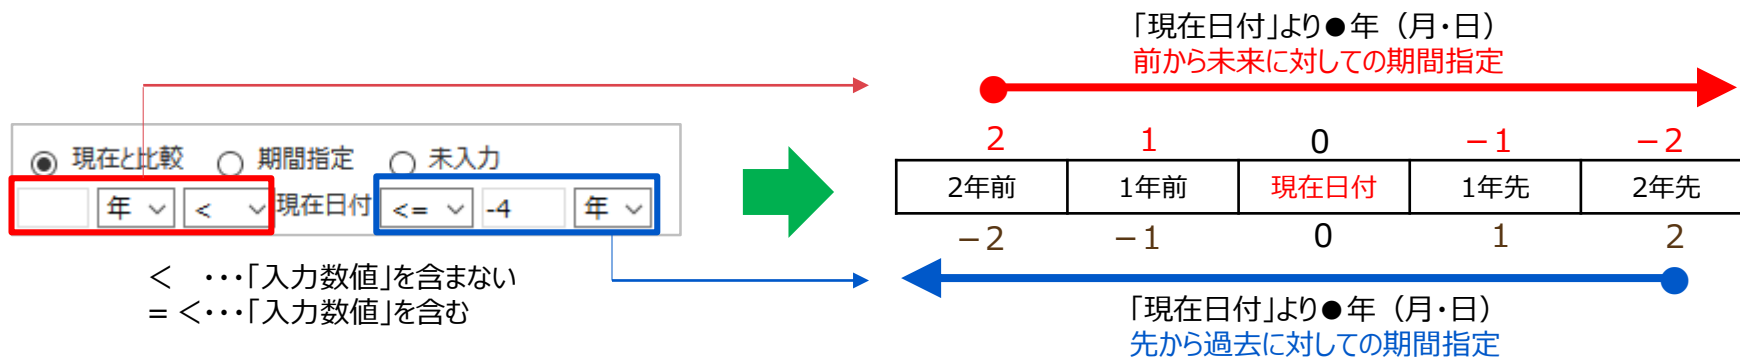 「現在日付」より●年（月・日）
前から未来に対しての期間指定
現在と比較 期間指定 未入力
年 < 現在日付 <= -4 年
< ・・・「入力数値」を含まない
=<・・・「入力数値」を含む
2 1 0 －1 －2
2年前 1年前 現在日付 1年先 2年先
－2 －1 0 1 2
「現在日付」より●年（月・日）
先から過去に対しての期間指定